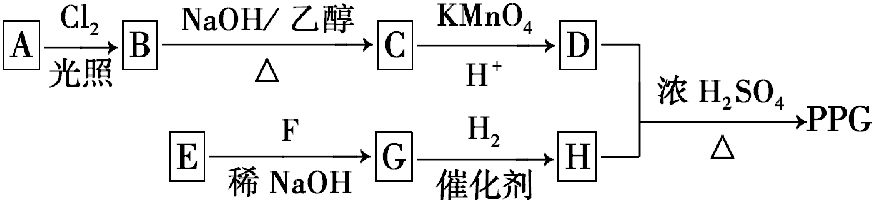 A Cl₂ 光照 B NaOH/ 乙醇 △ C KMnO₄ H⁺ D
浓 H₂SO₄ △ PPG
E F 稀 NaOH G H₂ 催化剂 H